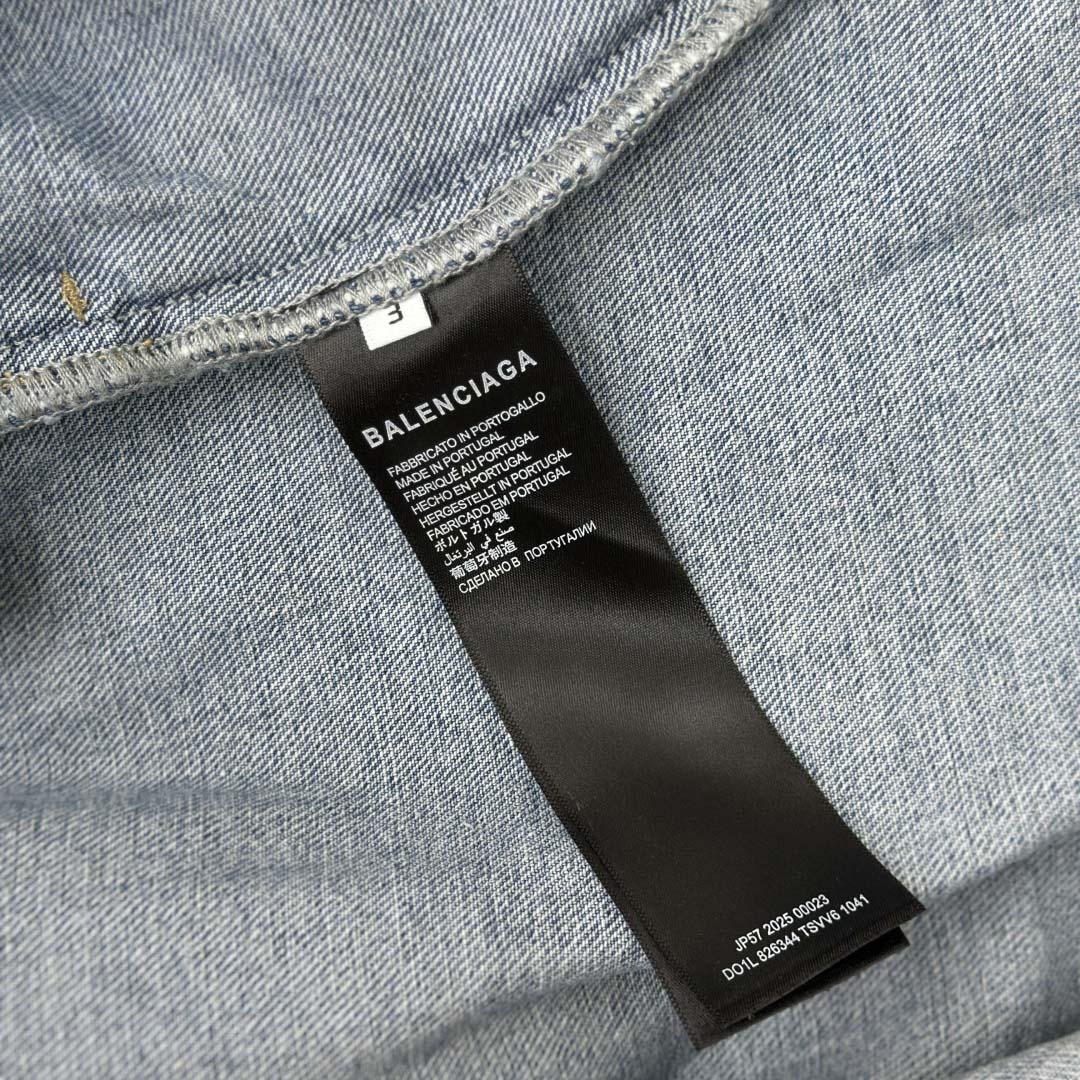 3
BALENCIAGA
FABBRICATO IN PORTOGALLO
MADE IN PORTUGAL
FABRIQUÉ AU PORTUGAL
HECHO EN PORTUGAL
HERGESTELLT IN PORTUGAL
FABRICADO EM PORTUGAL
ポルトガル製
صنع في البرتغال
葡萄牙制造
СДЕЛАНО В ПОРТУГАЛИИ
JP57 2025 00023
DO1L 826344 TSVV6 1041